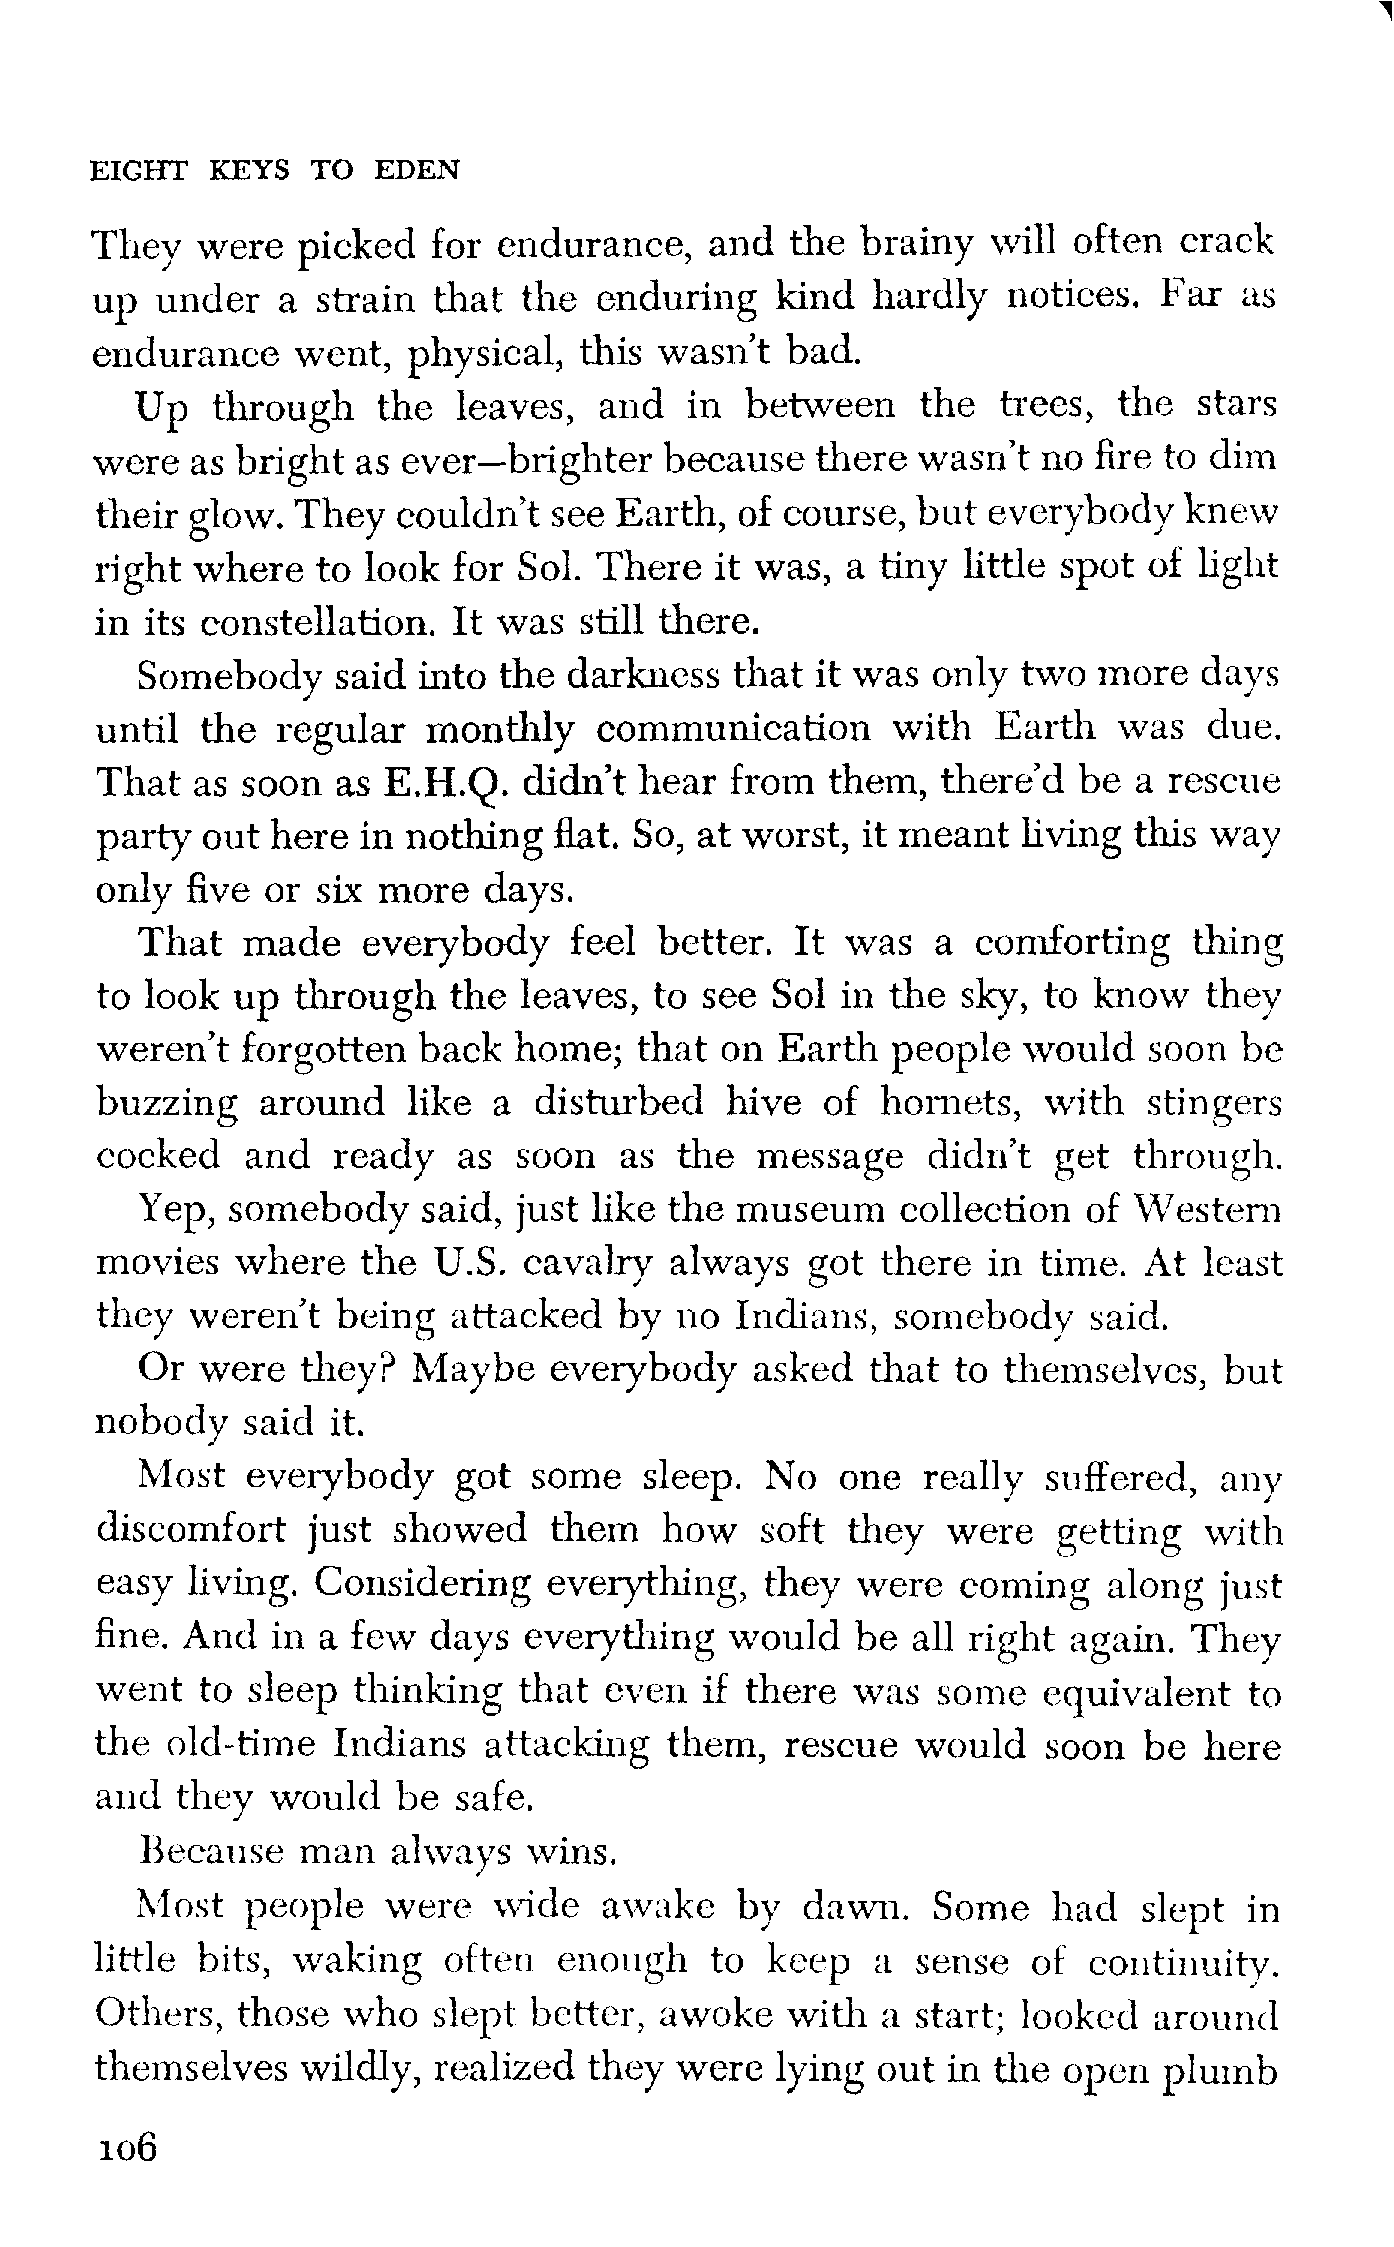 EIGHT KEYS TO EDEN
They were picked for endurance, and the brainy will often crack
up under a strain that the enduring kind hardly notices. Far as
endurance went, physical, this wasn't bad.
Up through the leaves, and in between the trees, the stars
were as bright as ever—brighter because there wasn't no fire to dim
their glow. They couldn't see Earth, of course, but everybody knew
right where to look for Sol. There it was, a tiny little spot of light
in its constellation. It was still there.
Somebody said into the darkness that it was only two more days
until the regular monthly communication with Earth was due.
That as soon as E.H.Q. didn't hear from them, there'd be a rescue
party out here in nothing flat. So, at worst, it meant living this way
only five or six more days.
That made everybody feel better. It was a comforting thing
to look up through the leaves, to see Sol in the sky, to know they
weren't forgotten back home; that on Earth people would soon be
buzzing around like a disturbed hive of hornets, with stingers
cocked and ready as soon as the message didn't get through.
Yep, somebody said, just like the museum collection of Western
movies where the U.S. cavalry always got there in time. At least
they weren't being attacked by no Indians, somebody said.
Or were they? Maybe everybody asked that to themselves, but
nobody said it.
Most everybody got some sleep. No one really suffered, any
discomfort just showed them how soft they were getting with
easy living. Considering everything, they were coming along just
fine. And in a few days everything would be all right again. They
went to sleep thinking that even if there was some equivalent to
the old-time Indians attacking them, rescue would soon be here
and they would be safe.
Because man always wins.
Most people were wide awake by dawn. Some had slept in
little bits, waking often enough to keep a sense of continuity.
Others, those who slept better, awoke with a start; looked around
themselves wildly, realized they were lying out in the open plumb
106